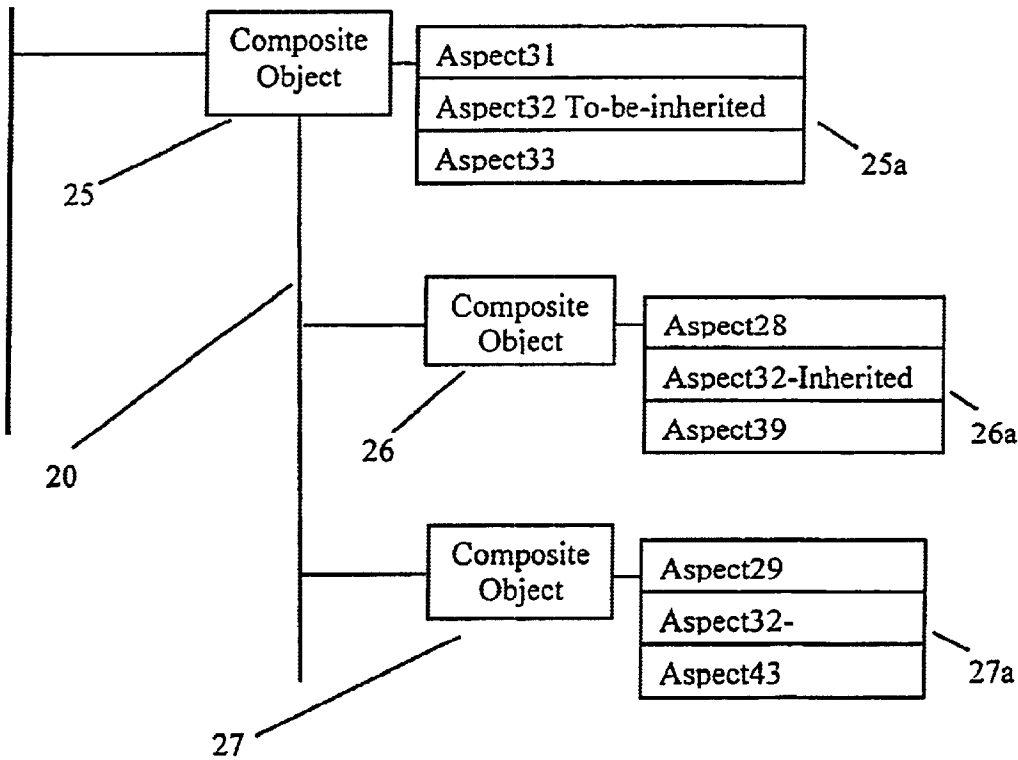 Composite
Object
Aspect31
Aspect32 To-be-inherited
Aspect33
25
25a
Composite
Object
Aspect28
Aspect32-Inherited
Aspect39
20
26
26a
Composite
Object
Aspect29
Aspect32-
Aspect43
27
27a